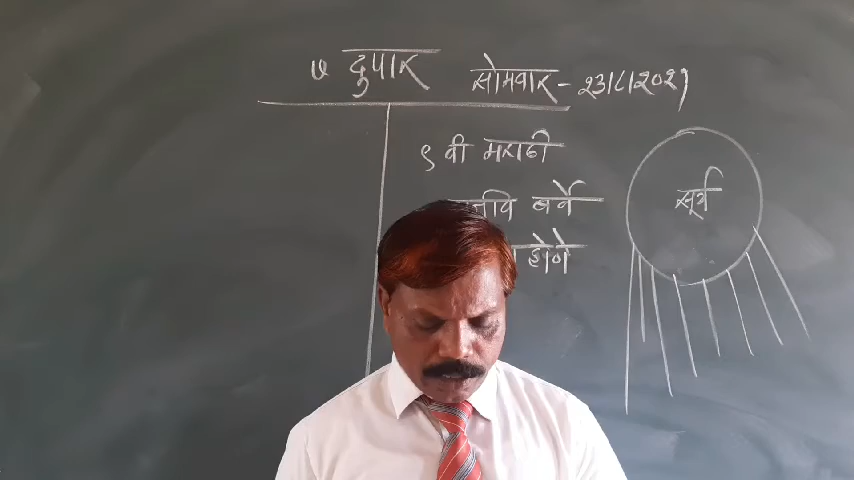 ७ दुपार सोमवार - २३।८।२०२१
९ वी मराठी
बर्वे
होणे
सूर्य